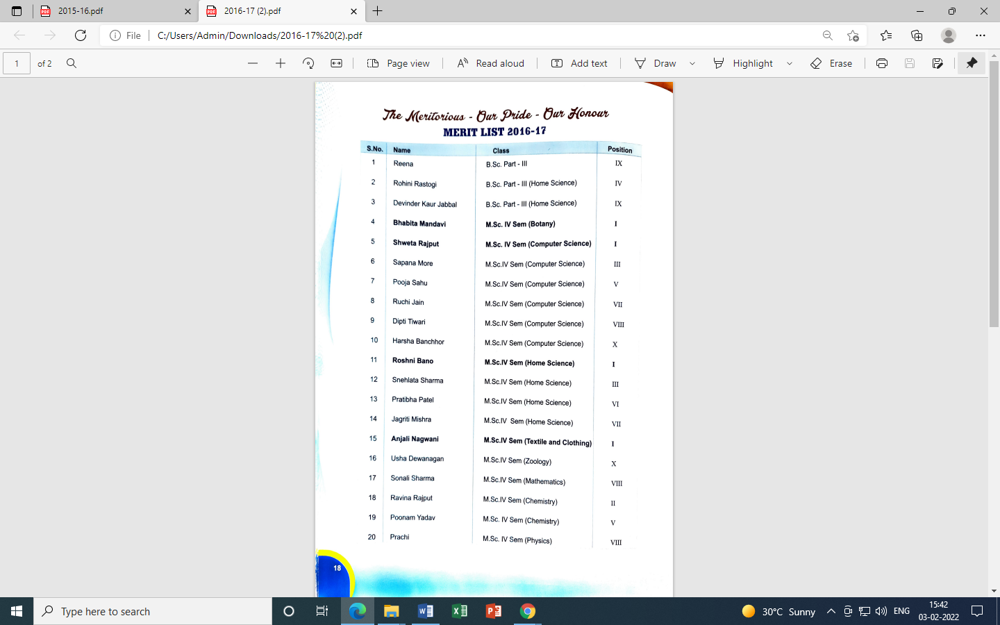 2015-16.pdf
2016-17 (2).pdf
File
C:/Users/Admin/Downloads/2016-17%20(2).pdf
1 of 2
Page view
Read aloud
Add text
Draw
Highlight
Erase
The Meritorious - Our Pride - Our Honour
MERIT LIST 2016-17
S.No. Name Class Position
1 Reena B.Sc. Part - III IX
2 Rohini Rastogi B.Sc. Part - III (Home Science) IV
3 Devinder Kaur Jabbal B.Sc. Part - III (Home Science) IX
4 Bhabita Mandavi M.Sc. IV Sem (Botany) I
5 Shweta Rajput M.Sc. IV Sem (Computer Science) I
6 Sapana More M.Sc.IV Sem (Computer Science) III
7 Pooja Sahu M.Sc.IV Sem (Computer Science) V
8 Ruchi Jain M.Sc.IV Sem (Computer Science) VII
9 Dipti Tiwari M.Sc.IV Sem (Computer Science) VIII
10 Harsha Banchhor M.Sc.IV Sem (Computer Science) X
11 Roshni Bano M.Sc.IV Sem (Home Science) I
12 Snehlata Sharma M.Sc.IV Sem (Home Science) III
13 Pratibha Patel M.Sc.IV Sem (Home Science) VI
14 Jagriti Mishra M.Sc.IV Sem (Home Science) VII
15 Anjali Nagwani M.Sc.IV Sem (Textile and Clothing) I
16 Usha Dewanagan M.Sc.IV Sem (Zoology) X
17 Sonali Sharma M.Sc.IV Sem (Mathematics) VIII
18 Ravina Rajput M.Sc.IV Sem (Chemistry) II
19 Poonam Yadav M.Sc. IV Sem (Chemistry) V
20 Prachi M.Sc. IV Sem (Physics) VIII
18
Type here to search
30°C Sunny
ENG
15:42
03-02-2022